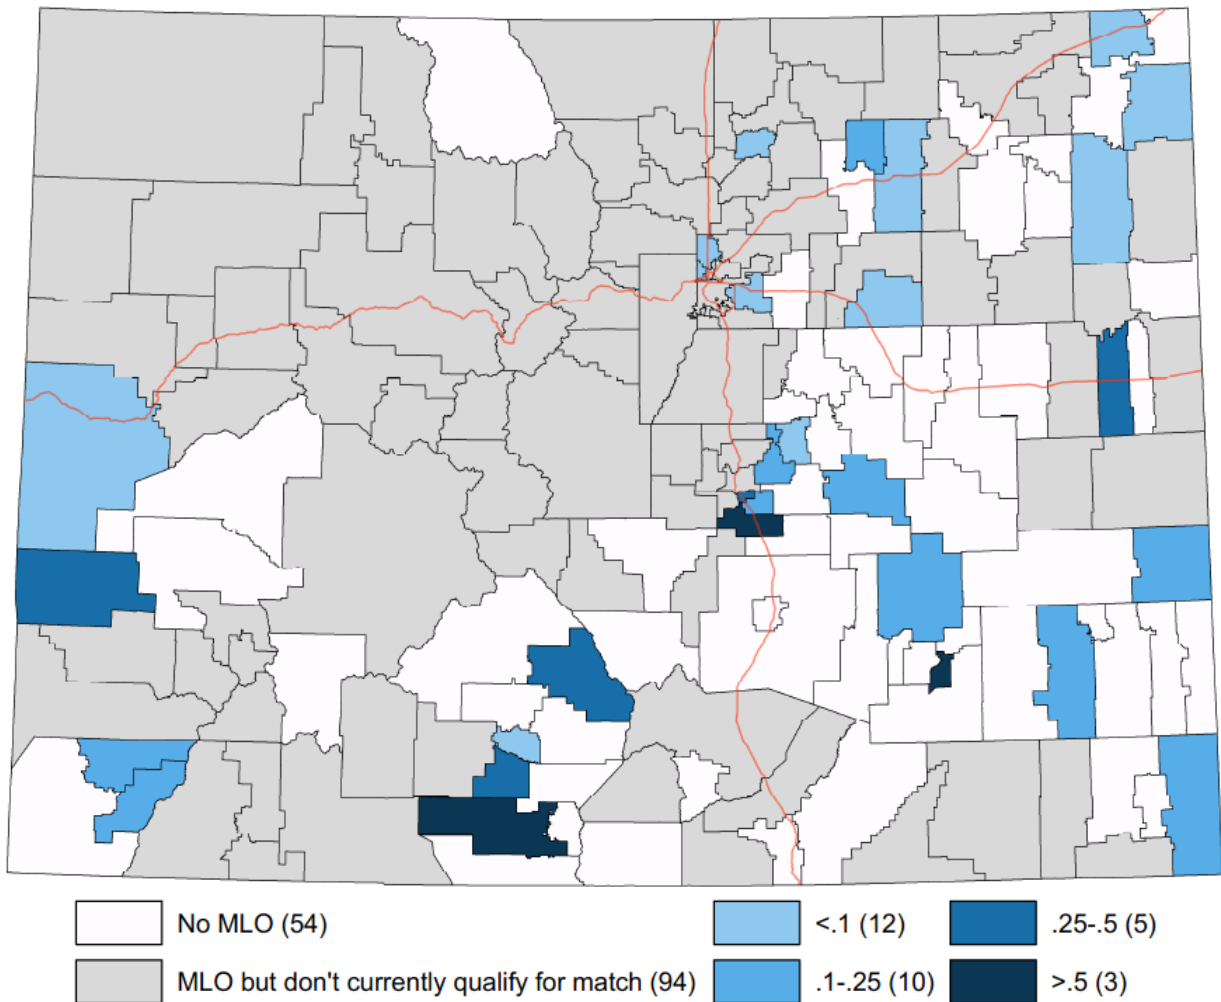 No MLO (54)
<.1 (12)
.25-.5 (5)
MLO but don't currently qualify for match (94)
.1-.25 (10)
>.5 (3)